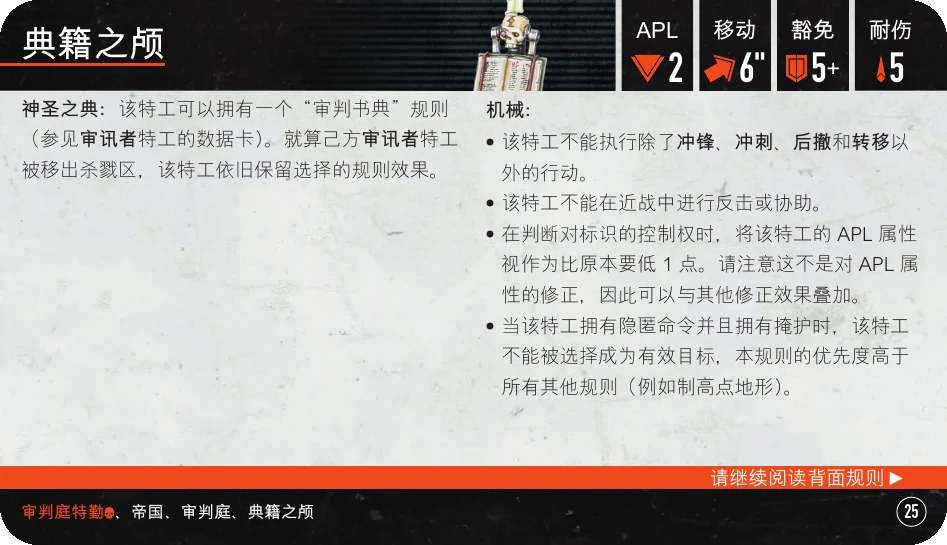 典籍之颅
APL 移动 豁免 耐伤
2 6" 5+ 5
神圣之典：该特工可以拥有一个“审判书典”规则
（参见审讯者特工的数据卡）。就算己方审讯者特工
被移出杀戮区，该特工依旧保留选择的规则效果。
机械：
• 该特工不能执行除了冲锋、冲刺、后撤和转移以
外的行动。
• 该特工不能在近战中进行反击或协助。
• 在判断对标识的控制权时，将该特工的 APL 属性
视作为比原本要低 1 点。请注意这不是对 APL 属
性的修正，因此可以与其他修正效果叠加。
• 当该特工拥有隐匿命令并且拥有掩护时，该特工
不能被选择成为有效目标，本规则的优先度高于
所有其他规则（例如制高点地形）。
请继续阅读背面规则 ▶
审判庭特勤、帝国、审判庭、典籍之颅
25